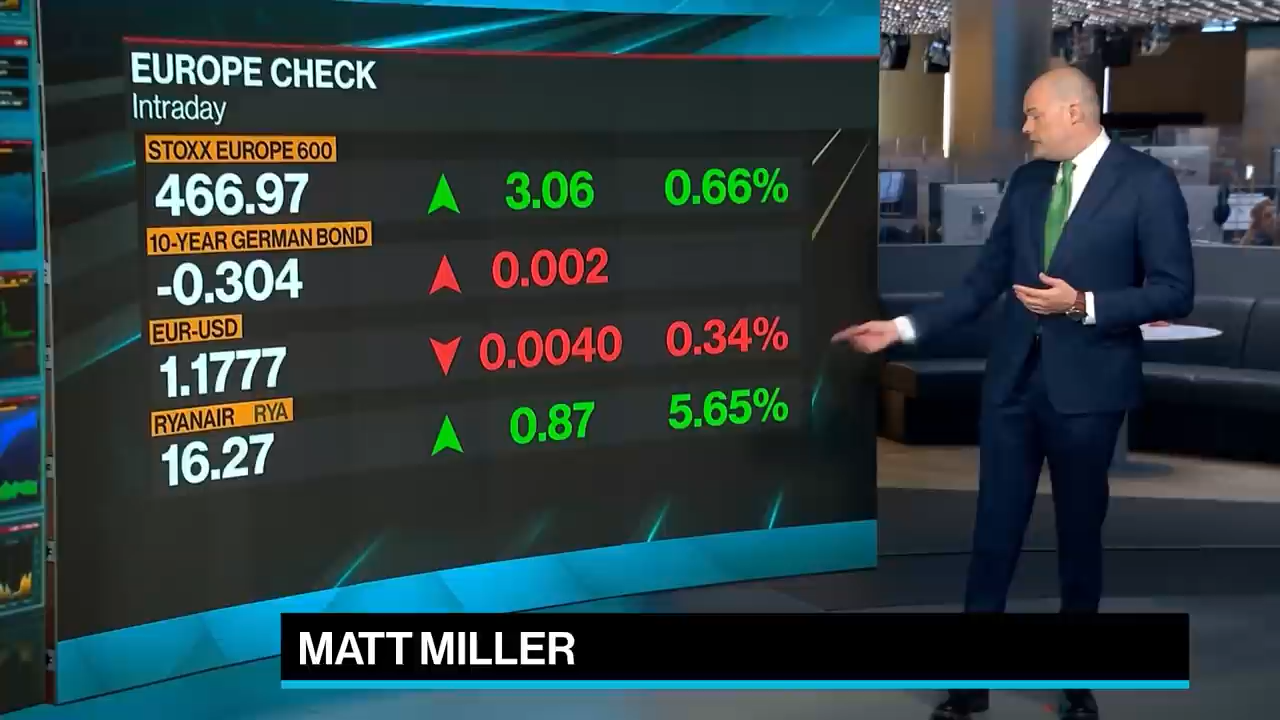 EUROPE CHECK
Intraday
STOXX EUROPE 600
466.97 3.06 0.66%
10-YEAR GERMAN BOND
-0.304 0.002
EUR-USD
1.1777 0.0040 0.34%
RYANAIR RYA
16.27 0.87 5.65%
MATT MILLER